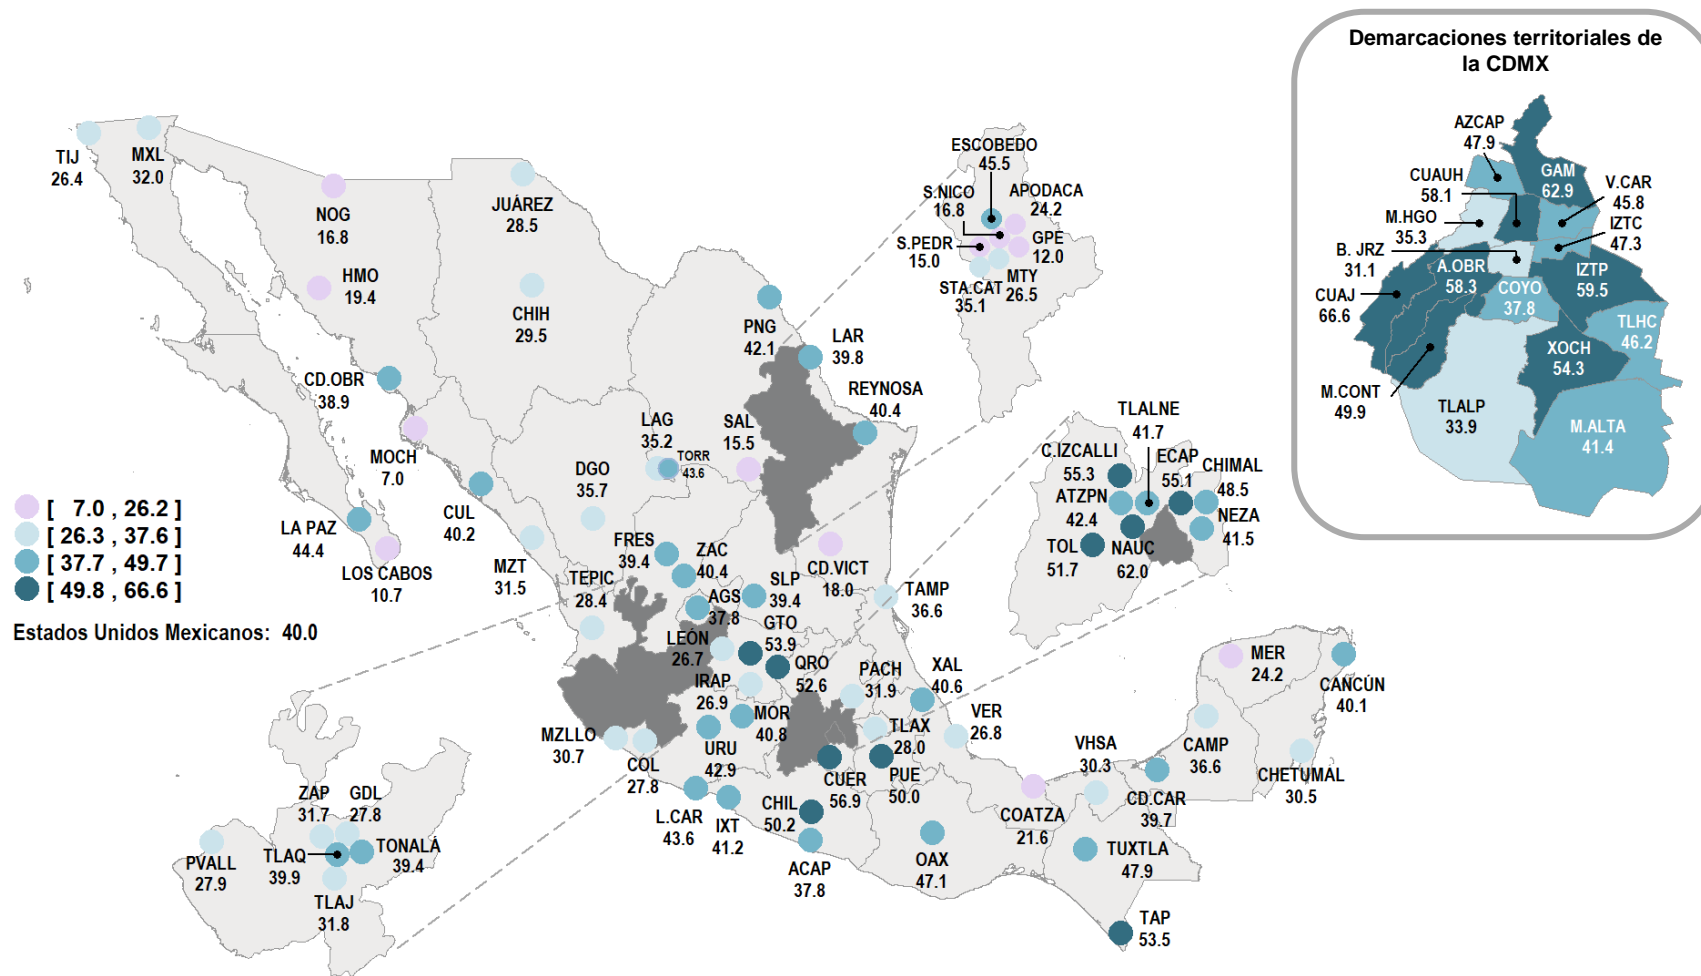 Demarcaciones territoriales de
la CDMX
AZCAP
47.9
CUAUH
58.1
GAM
62.9
V.CAR
45.8
M.HGO
35.3
IZTC
47.3
B. JRZ
31.1
A.OBR
58.3
IZTP
59.5
CUAJ
66.6
COYO
37.8
TLHC
46.2
XOCH
54.3
M.CONT
49.9
TLALP
33.9
M.ALTA
41.4
TIJ
26.4
MXL
32.0
NOG
16.8
HMO
19.4
JUÁREZ
28.5
CHIH
29.5
CD.OBR
38.9
MOCH
7.0
LA PAZ
44.4
LOS CABOS
10.7
CUL
40.2
MZT
31.5
DGO
35.7
LAG
35.2
TORR
43.6
SAL
15.5
PNG
42.1
LAR
39.8
REYNOSA
40.4
ESCOBEDO
45.5
S.NICO
16.8
APODACA
24.2
S.PEDR
15.0
GPE
12.0
MTY
26.5
STA.CAT
35.1
FRES
39.4
ZAC
40.4
TEPIC
28.4
AGS
37.8
SLP
39.4
CD.VICT
18.0
TAMP
36.6
LEÓN
26.7
GTO
53.9
QRO
52.6
IRAP
26.9
PACH
31.9
XAL
40.6
MZLLO
30.7
COL
27.8
URU
42.9
MOR
40.8
TLAX
28.0
VER
26.8
CUER
56.9
PUE
50.0
L.CAR
43.6
IXT
41.2
CHIL
50.2
ACAP
37.8
OAX
47.1
COATZA
21.6
VHSA
30.3
CD.CAR
39.7
TUXTLA
47.9
TAP
53.5
MER
24.2
CANCÚN
40.1
CAMP
36.6
CHETUMAL
30.5
TLALNE
41.7
C.IZCALLI
55.3
ECAP
55.1
CHIMAL
48.5
ATZPN
42.4
NEZA
41.5
TOL
51.7
NAUC
62.0
ZAP
31.7
GDL
27.8
TONALÁ
39.4
TLAQ
39.9
PVALL
27.9
TLAJ
31.8
[ 7.0 , 26.2 ]
[ 26.3 , 37.6 ]
[ 37.7 , 49.7 ]
[ 49.8 , 66.6 ]
Estados Unidos Mexicanos: 40.0